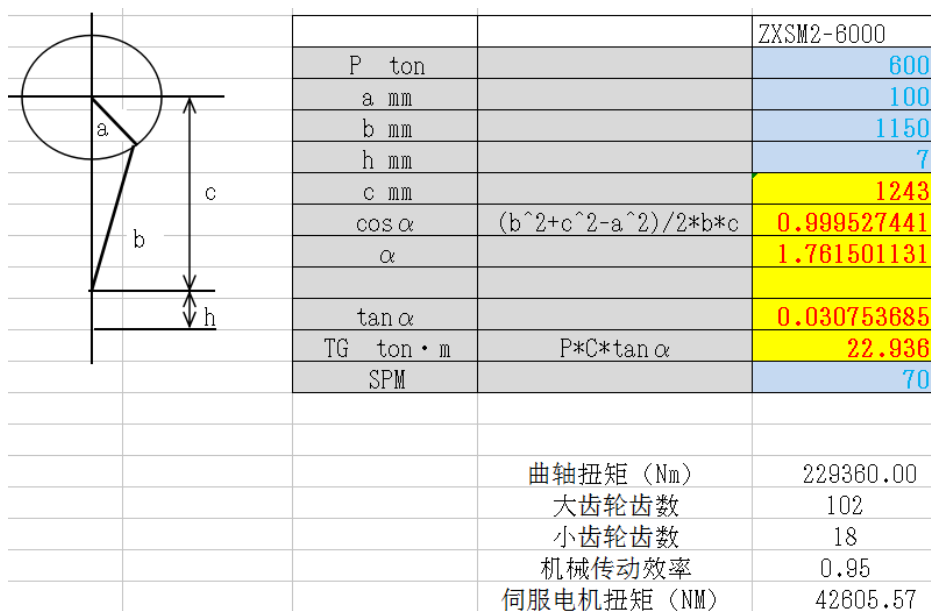 ZXSM2-6000
P ton 600
a mm 100
b mm 1150
h mm 7
c mm 1243
cosα (b^2+c^2-a^2)/2*b*c 0.999527441
α 1.761501131
tanα 0.030753685
TG ton·m P*C*tanα 22.936
SPM 70
a
c
b
h
曲轴扭矩（Nm） 229360.00
大齿轮齿数 102
小齿轮齿数 18
机械传动效率 0.95
伺服电机扭矩（NM） 42605.57